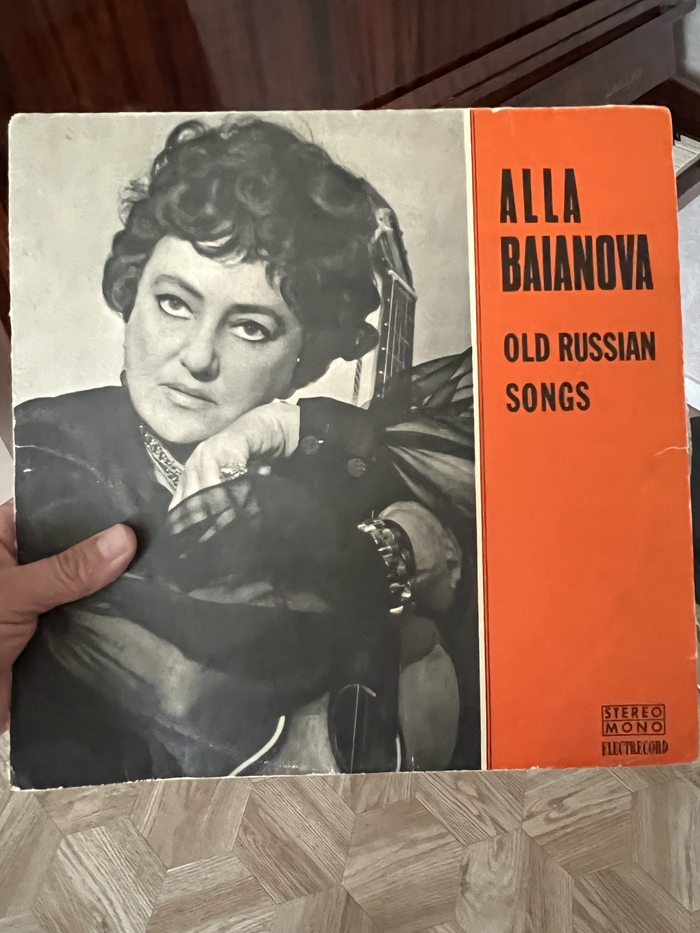 ALLA
BAIANOVA
OLD RUSSIAN
SONGS
STEREO
MONO
ELECTRECORD